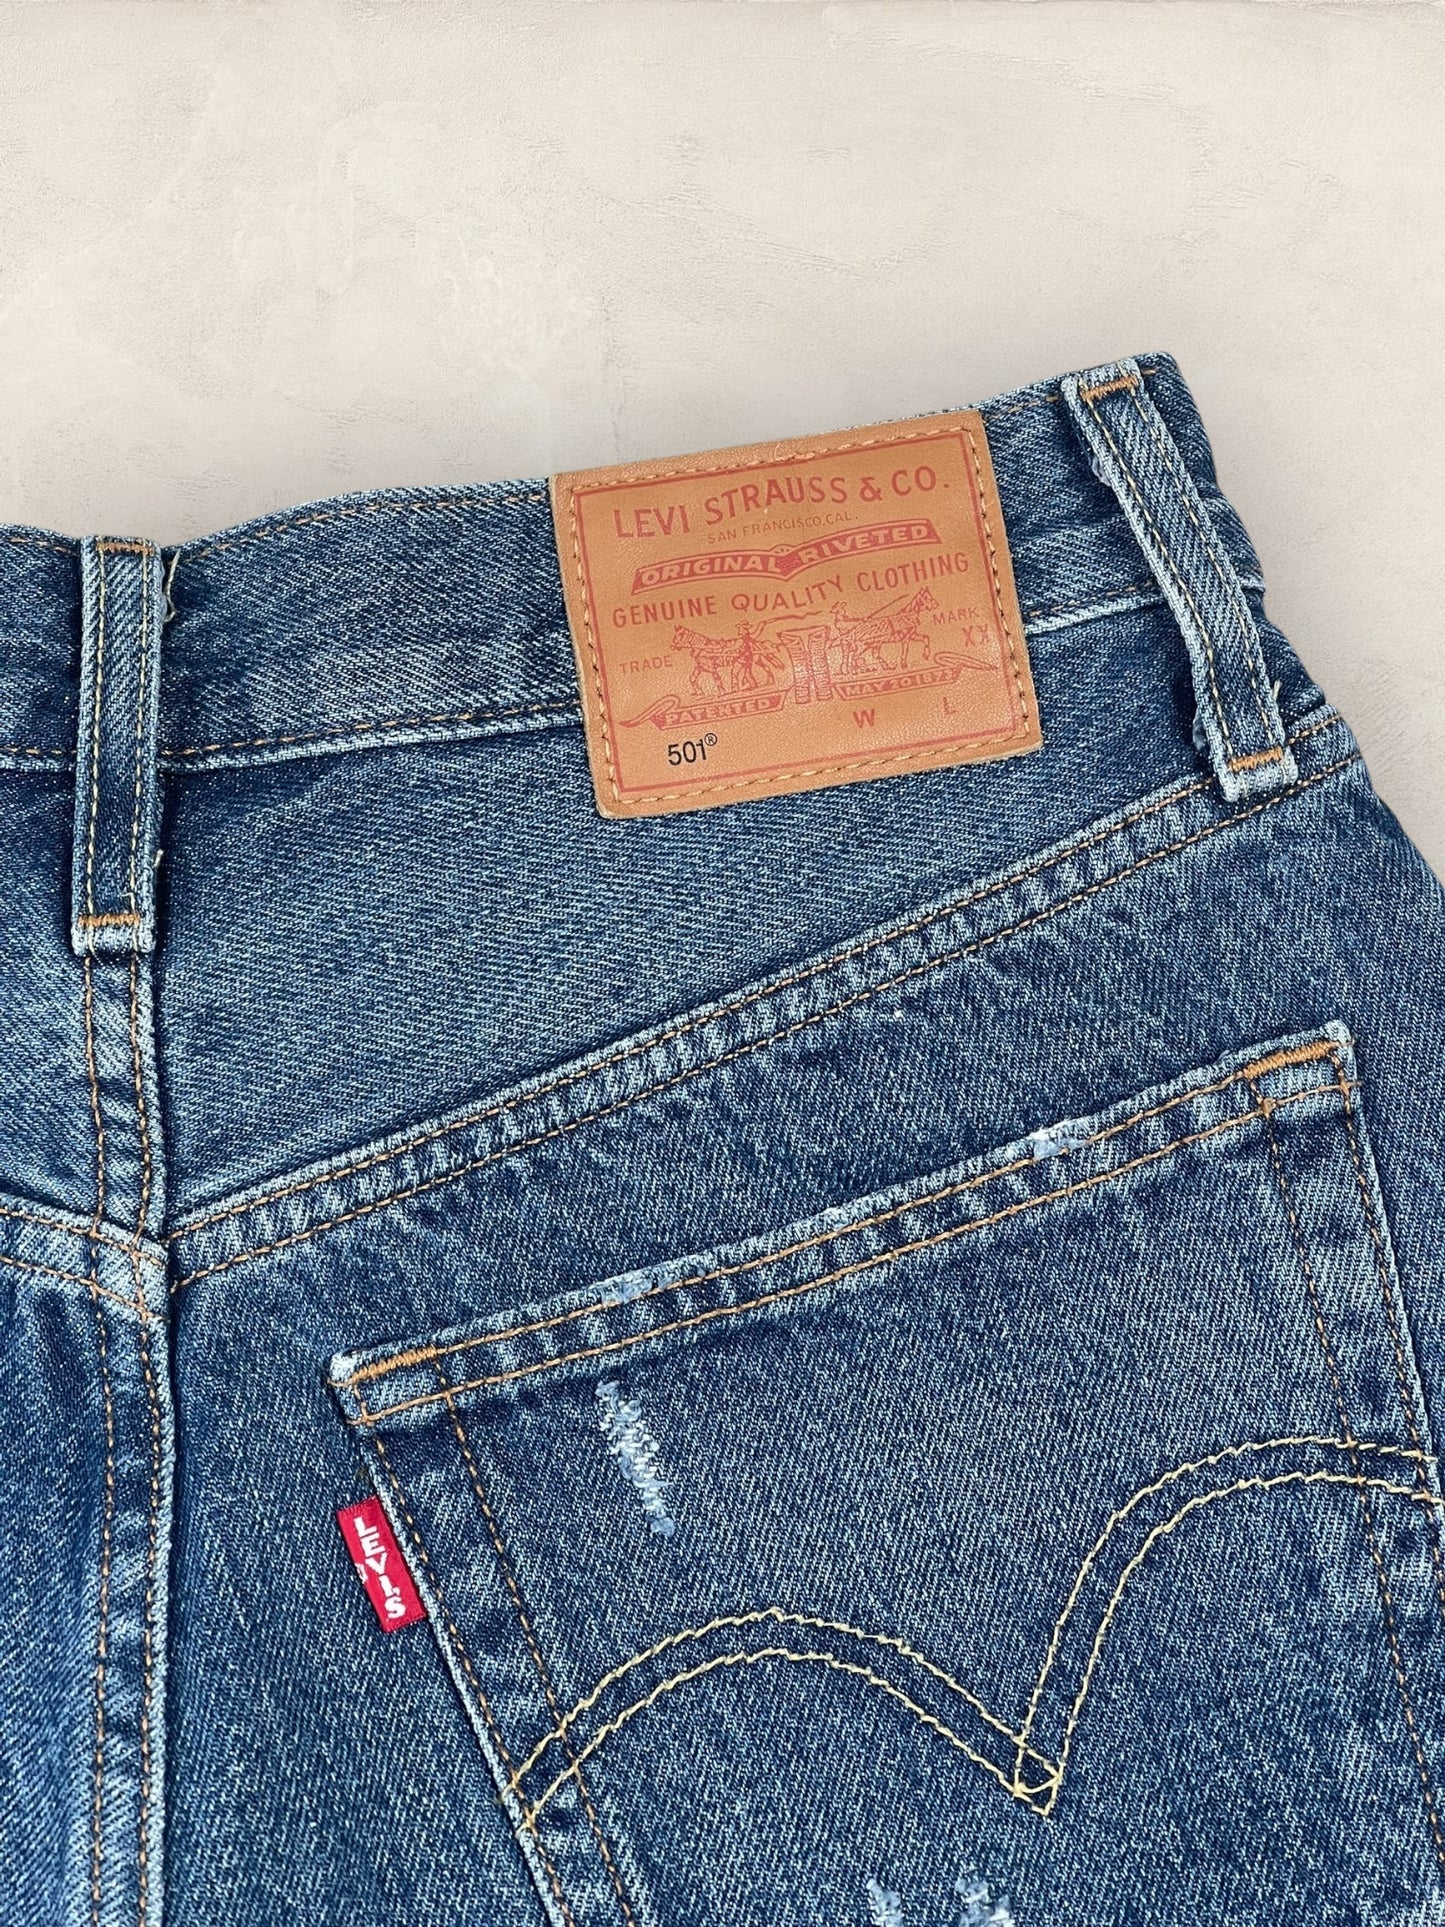 LEVI STRAUSS & CO.
SAN FRANCISCO, CAL.
ORIGINAL RIVETED
GENUINE QUALITY CLOTHING
TRADE MARK
XX
PATENTED MAY 20 1873
W L
501®
LEVI'S